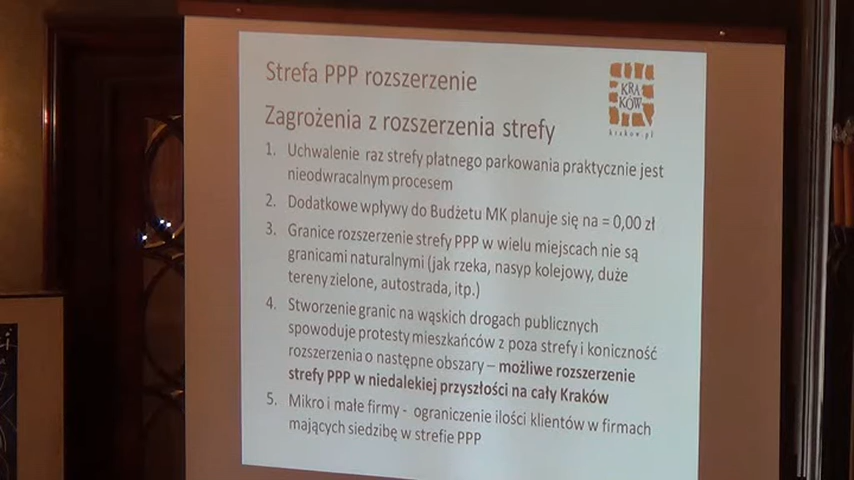 Strefa PPP rozszerzenie
KRA
KÓW
krakow.pl
Zagrożenia z rozszerzenia strefy
1. Uchwalenie raz strefy płatnego parkowania praktycznie jest
nieodwracalnym procesem
2. Dodatkowe wpływy do Budżetu MK planuje się na = 0,00 zł
3. Granice rozszerzenie strefy PPP w wielu miejscach nie są
granicami naturalnymi (jak rzeka, nasyp kolejowy, duże
tereny zielone, autostrada, itp.)
4. Stworzenie granic na wąskich drogach publicznych
spowoduje protesty mieszkańców z poza strefy i koniczność
rozszerzenia o następne obszary – możliwe rozszerzenie
strefy PPP w niedalekiej przyszłości na cały Kraków
5. Mikro i małe firmy - ograniczenie ilości klientów w firmach
mających siedzibę w strefie PPP